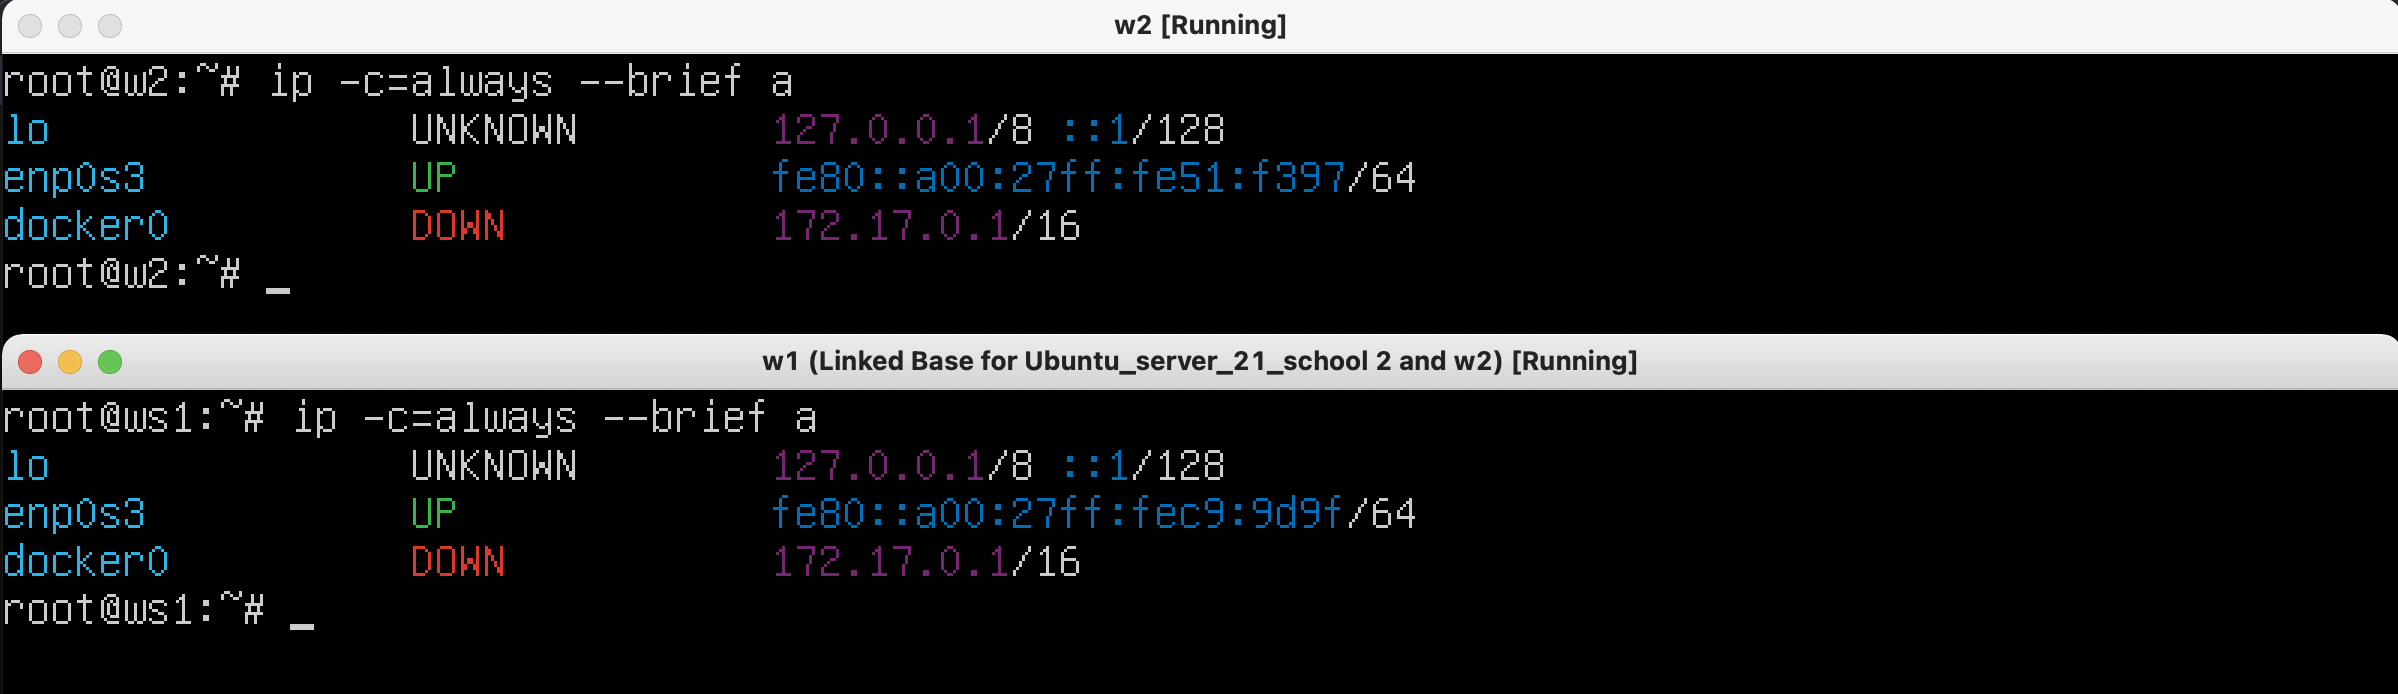 w2 [Running]
root@w2:~# ip -c=always --brief a
lo UNKNOWN 127.0.0.1/8 ::1/128
enp0s3 UP fe80::a00:27ff:fe51:f397/64
docker0 DOWN 172.17.0.1/16
root@w2:~# _
w1 (Linked Base for Ubuntu_server_21_school 2 and w2) [Running]
root@ws1:~# ip -c=always --brief a
lo UNKNOWN 127.0.0.1/8 ::1/128
enp0s3 UP fe80::a00:27ff:fec9:9d9f/64
docker0 DOWN 172.17.0.1/16
root@ws1:~# _